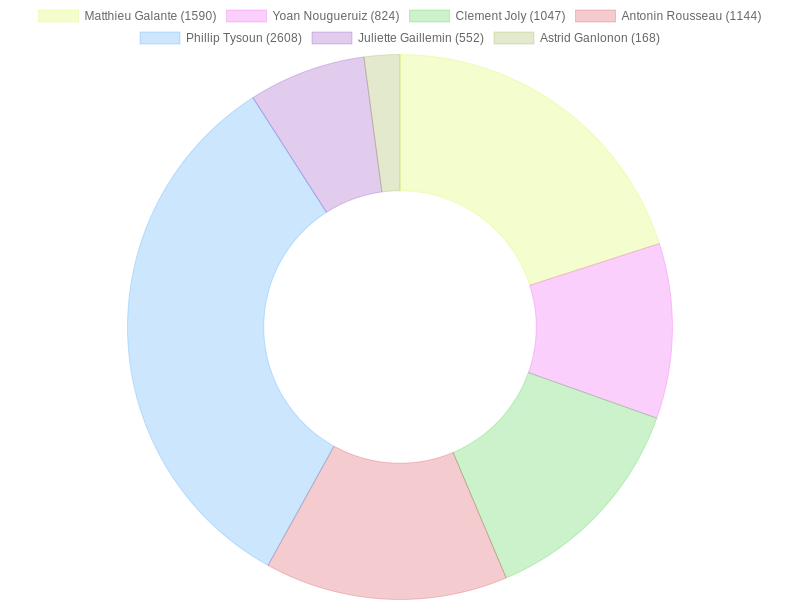 Matthieu Galante (1590) Yoan Nougueruiz (824) Clement Joly (1047) Antonin Rousseau (1144)
Phillip Tysoun (2608) Juliette Gaillemin (552) Astrid Ganlonon (168)